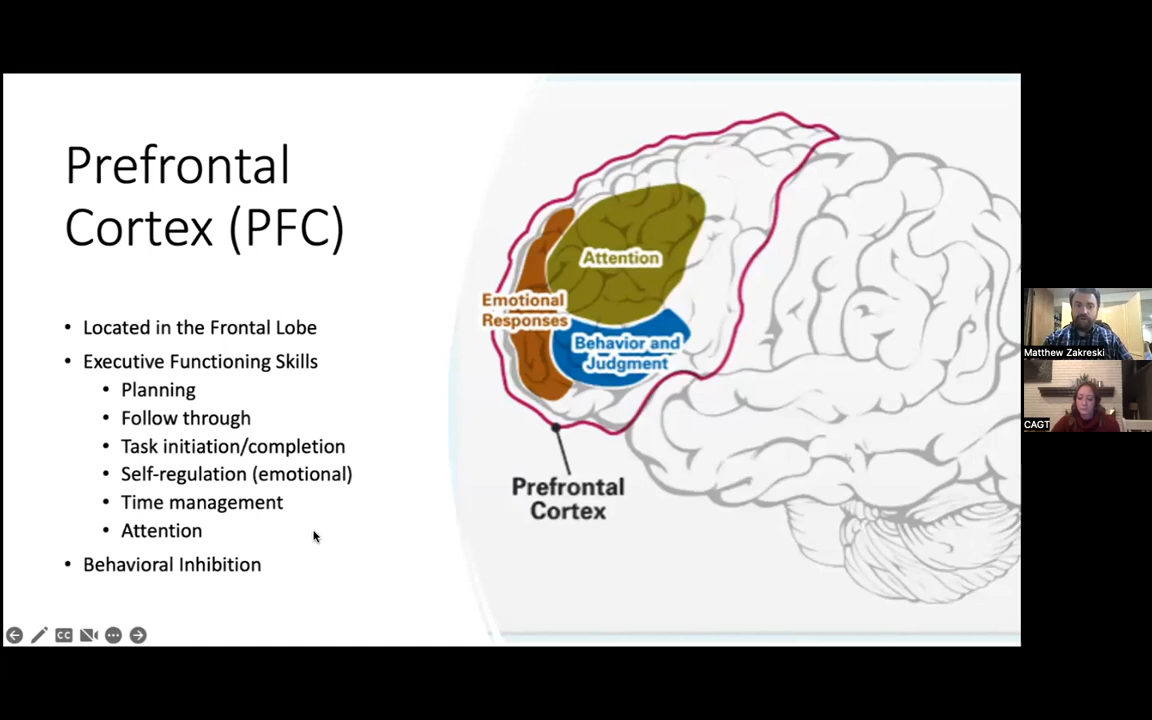 Prefrontal
Cortex (PFC)
• Located in the Frontal Lobe
• Executive Functioning Skills
• Planning
• Follow through
• Task initiation/completion
• Self-regulation (emotional)
• Time management
• Attention
• Behavioral Inhibition
Attention
Emotional
Responses
Behavior and
Judgment
Prefrontal
Cortex
CC
Matthew Zakreski
CAGT